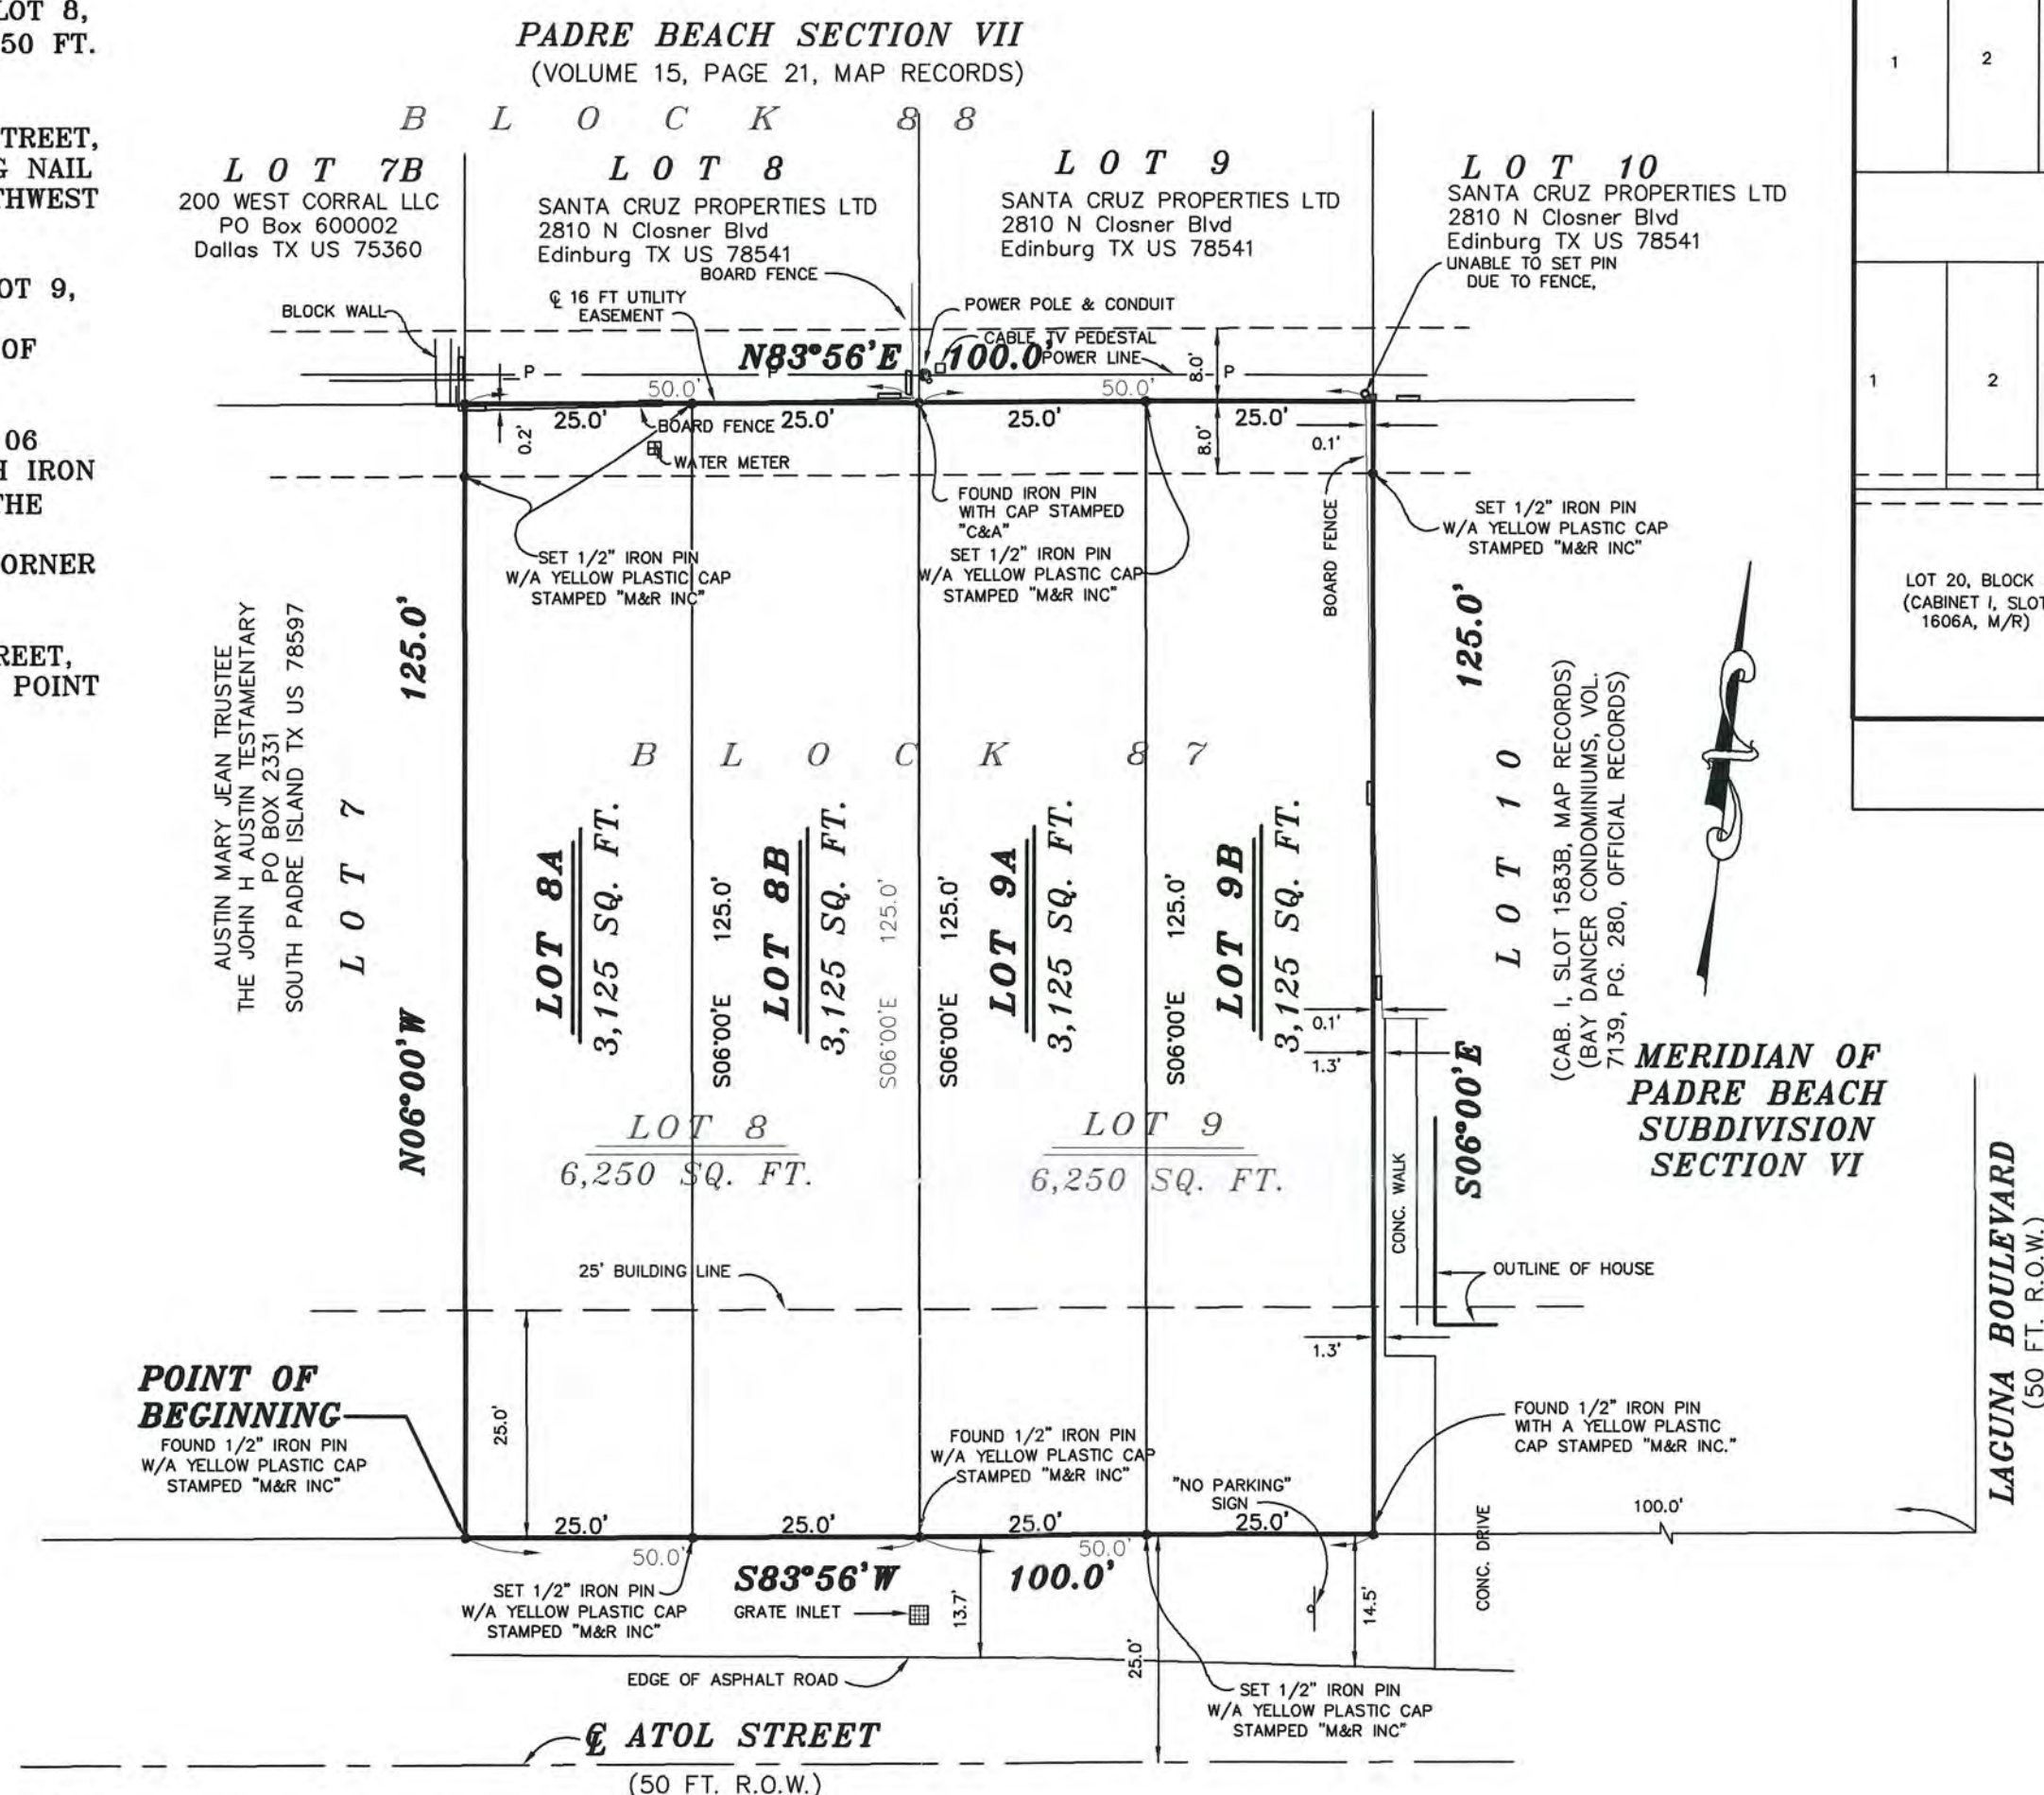 LOT 8,
50 FT.
TREET,
G NAIL
THWEST
OT 9,
OF
06
H IRON
THE
ORNER
REET,
POINT
PADRE BEACH SECTION VII
(VOLUME 15, PAGE 21, MAP RECORDS)
BLOCK 88
LOT 7B
200 WEST CORRAL LLC
PO Box 600002
Dallas TX US 75360
LOT 8
SANTA CRUZ PROPERTIES LTD
2810 N Closner Blvd
Edinburg TX US 78541
LOT 9
SANTA CRUZ PROPERTIES LTD
2810 N Closner Blvd
Edinburg TX US 78541
LOT 10
SANTA CRUZ PROPERTIES LTD
2810 N Closner Blvd
Edinburg TX US 78541
UNABLE TO SET PIN
DUE TO FENCE,
BOARD FENCE
BLOCK WALL
℄ 16 FT UTILITY
EASEMENT
POWER POLE & CONDUIT
CABLE TV PEDESTAL
POWER LINE
N83°56'E 100.0'
P
P
P
8.0'
50.0'
50.0'
25.0'
25.0'
25.0'
25.0'
0.2'
BOARD FENCE
WATER METER
8.0'
0.1'
FOUND IRON PIN
WITH CAP STAMPED
"C&A"
SET 1/2" IRON PIN
W/A YELLOW PLASTIC CAP
STAMPED "M&R INC"
SET 1/2" IRON PIN
W/A YELLOW PLASTIC CAP
STAMPED "M&R INC"
BOARD FENCE
SET 1/2" IRON PIN
W/A YELLOW PLASTIC CAP
STAMPED "M&R INC"
AUSTIN MARY JEAN TRUSTEE
THE JOHN H AUSTIN TESTAMENTARY
PO BOX 2331
SOUTH PADRE ISLAND TX US 78597
LOT 7
125.0'
N06°00'W
BLOCK 87
LOT 8A
3,125 SQ. FT.
S06°00'E 125.0'
LOT 8B
3,125 SQ. FT.
S06°00'E 125.0'
S06°00'E 125.0'
LOT 9A
3,125 SQ. FT.
S06°00'E 125.0'
LOT 9B
3,125 SQ. FT.
0.1'
1.3'
125.0'
S06°00'E
LOT 10
(CAB. I, SLOT 1583B, MAP RECORDS)
(BAY DANCER CONDOMINIUMS, VOL.
7139, PG. 280, OFFICIAL RECORDS)
MERIDIAN OF
PADRE BEACH
SUBDIVISION
SECTION VI
LOT 8
6,250 SQ. FT.
LOT 9
6,250 SQ. FT.
CONC. WALK
25' BUILDING LINE
OUTLINE OF HOUSE
1.3'
LAGUNA BOULEVARD
(50 FT. R.O.W.)
POINT OF
BEGINNING
FOUND 1/2" IRON PIN
W/A YELLOW PLASTIC CAP
STAMPED "M&R INC"
25.0'
FOUND 1/2" IRON PIN
W/A YELLOW PLASTIC CAP
STAMPED "M&R INC"
"NO PARKING"
SIGN
FOUND 1/2" IRON PIN
WITH A YELLOW PLASTIC
CAP STAMPED "M&R INC."
100.0'
25.0'
25.0'
25.0'
25.0'
50.0'
50.0'
S83°56'W 100.0'
SET 1/2" IRON PIN
W/A YELLOW PLASTIC CAP
STAMPED "M&R INC"
GRATE INLET
13.7'
25.0'
14.5'
CONC. DRIVE
EDGE OF ASPHALT ROAD
SET 1/2" IRON PIN
W/A YELLOW PLASTIC CAP
STAMPED "M&R INC"
℄ ATOL STREET
(50 FT. R.O.W.)
1
2
1
2
LOT 20, BLOCK
(CABINET I, SLOT
1606A, M/R)